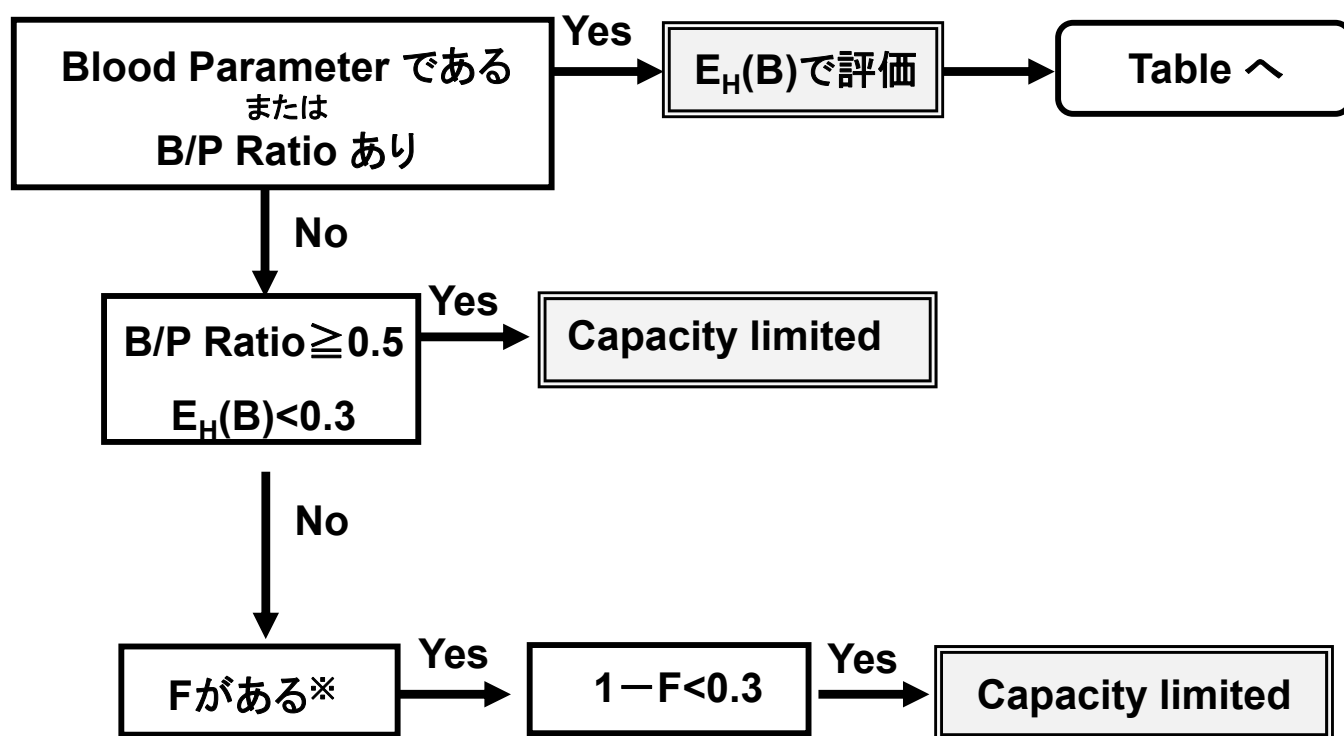 Blood Parameter である
または
B/P Ratio あり
Yes
E_H(B)で評価
Table へ
No
B/P Ratio≧0.5
E_H(B)<0.3
Yes
Capacity limited
No
Fがある※
Yes
1－F<0.3
Yes
Capacity limited